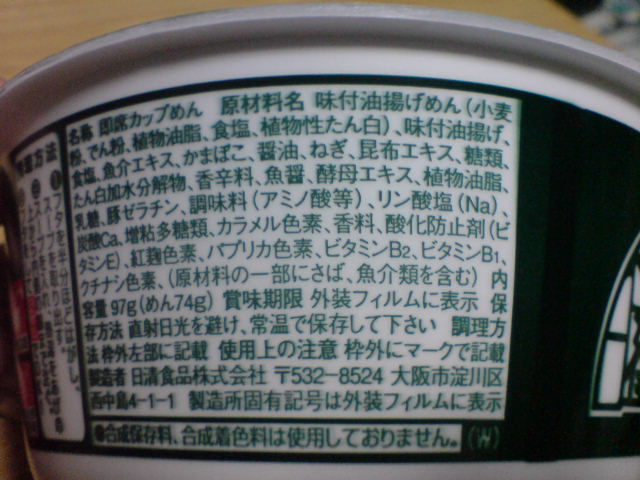 名称 即席カップめん 原材料名 味付油揚げめん(小麦
粉、でん粉、植物油脂、食塩、植物性たん白)、味付油揚げ、
食塩、魚介エキス、かまぼこ、醤油、ねぎ、昆布エキス、糖類、
たん白加水分解物、香辛料、魚醤、酵母エキス、植物油脂、
乳糖、豚ゼラチン、調味料(アミノ酸等)、リン酸塩(Na)、
炭酸Ca、増粘多糖類、カラメル色素、香料、酸化防止剤(ビ
タミンE)、紅麹色素、パプリカ色素、ビタミンB2、ビタミンB1、
クチナシ色素、(原材料の一部にさば、魚介類を含む) 内
容量 97g(めん74g) 賞味期限 外装フィルムに表示 保
存方法 直射日光を避け、常温で保存して下さい 調理方
法 枠外左部に記載 使用上の注意 枠外にマークで記載
製造者 日清食品株式会社 〒532-8524 大阪市淀川区
西中島4-1-1 製造所固有記号は外装フィルムに表示
●合成保存料、合成着色料は使用しておりません。(W)
方法